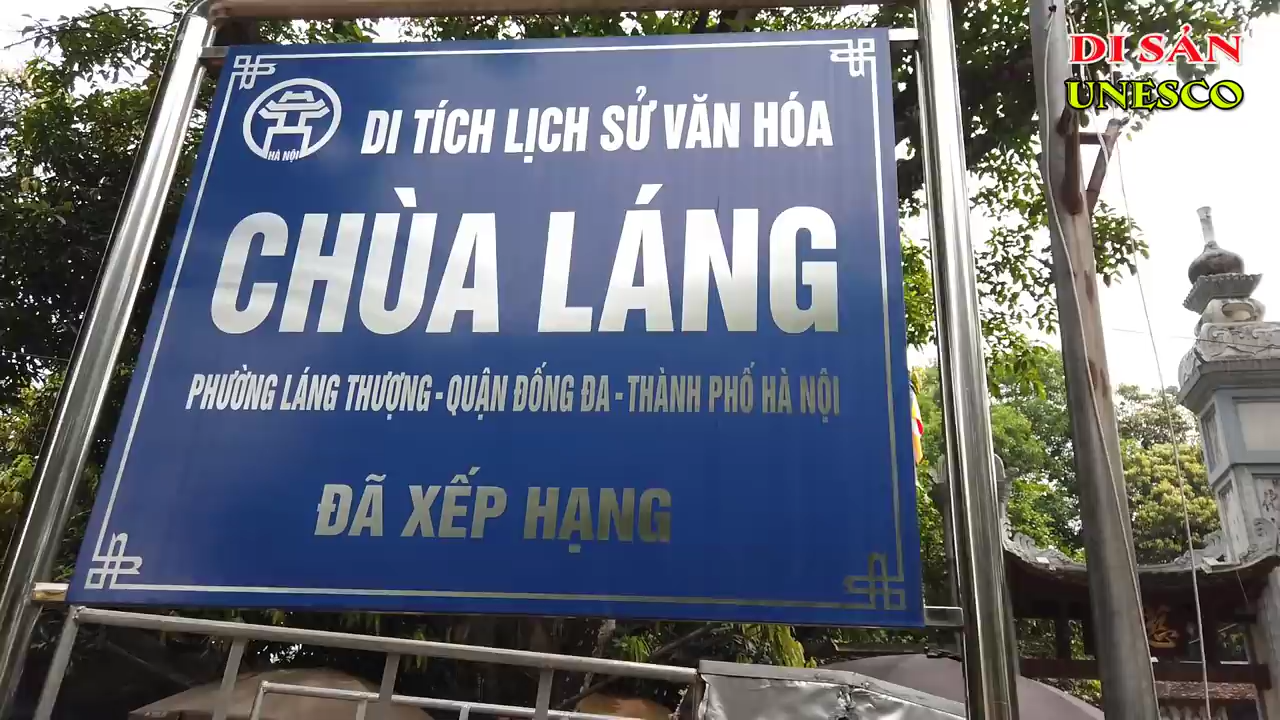 DI SẢN
UNESCO
HÀ NỘI
DI TÍCH LỊCH SỬ VĂN HÓA
CHÙA LÁNG
PHƯỜNG LÁNG THƯỢNG - QUẬN ĐỐNG ĐA - THÀNH PHỐ HÀ NỘI
ĐÃ XẾP HẠNG